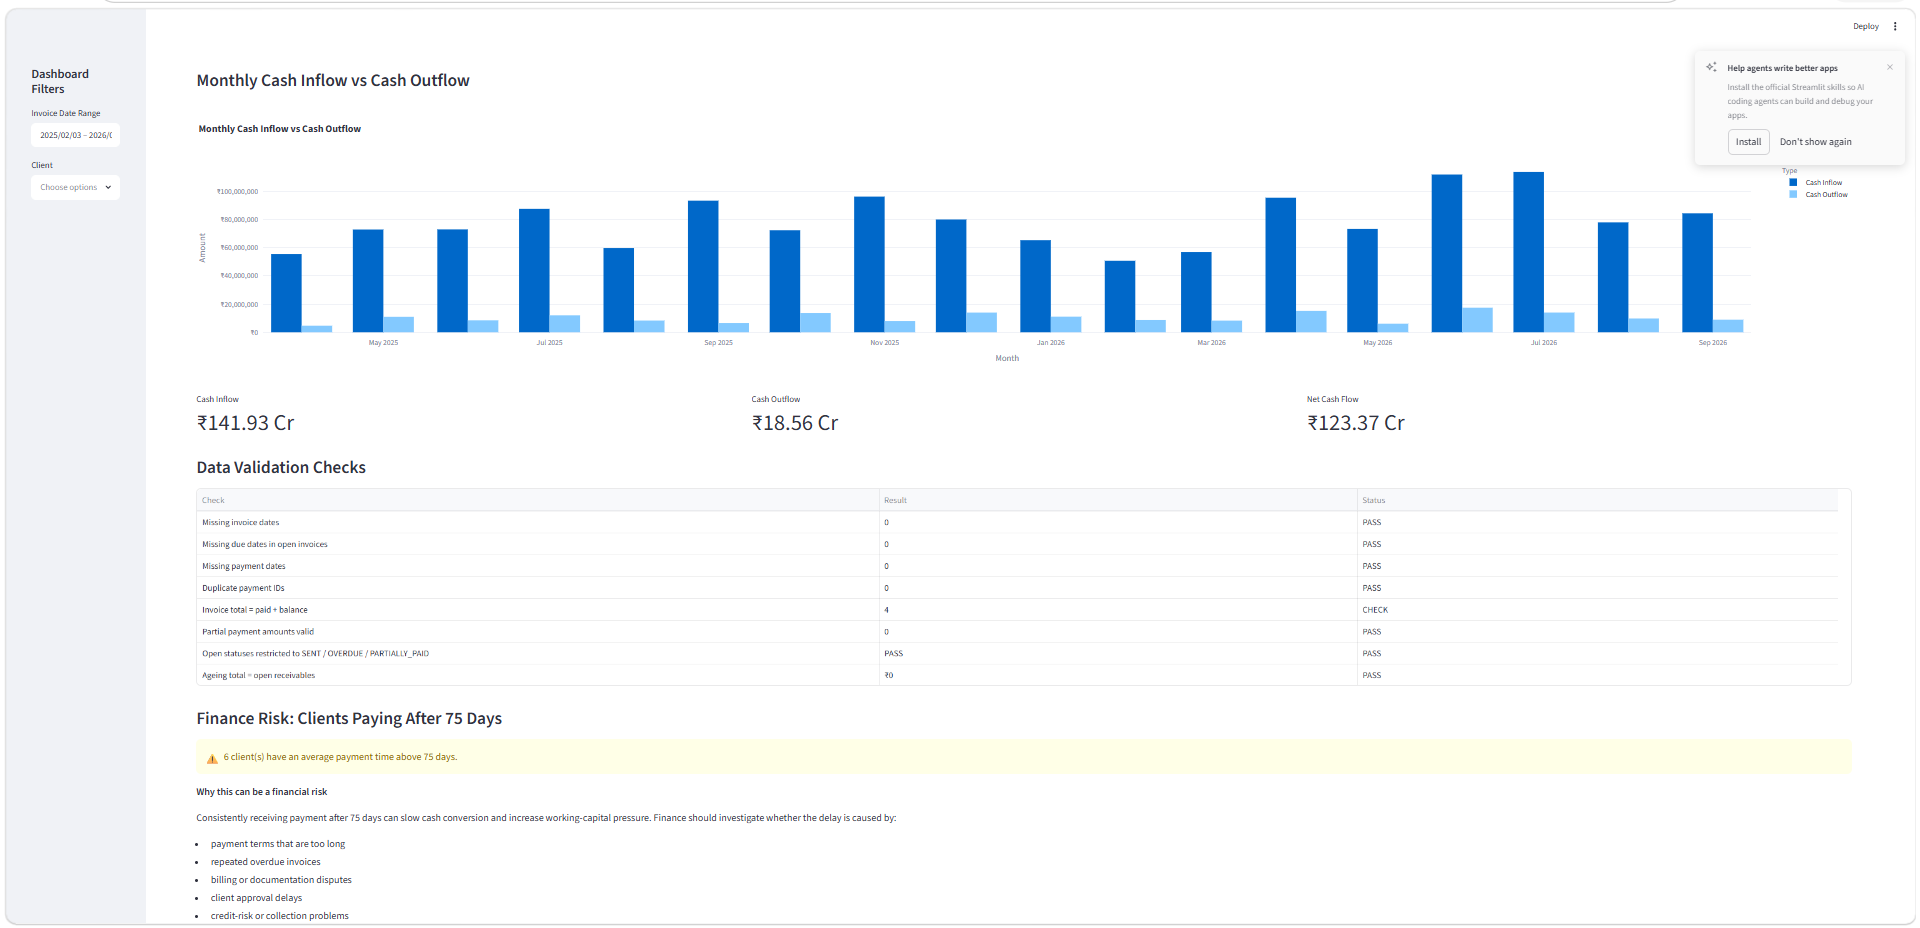 Deploy
Dashboard
Filters
Invoice Date Range
2025/02/03 – 2026/0
Client
Choose options
Help agents write better apps
Install the official Streamlit skills so AI
coding agents can build and debug your
apps.
Install
Don't show again
Monthly Cash Inflow vs Cash Outflow
Monthly Cash Inflow vs Cash Outflow
Type
Cash Inflow
Cash Outflow
Amount
₹100,000,000
₹80,000,000
₹60,000,000
₹40,000,000
₹20,000,000
₹0
May 2025
Jul 2025
Sep 2025
Nov 2025
Jan 2026
Mar 2026
May 2026
Jul 2026
Sep 2026
Month
Cash Inflow
₹141.93 Cr
Cash Outflow
₹18.56 Cr
Net Cash Flow
₹123.37 Cr
Data Validation Checks
Check Result Status
Missing invoice dates 0 PASS
Missing due dates in open invoices 0 PASS
Missing payment dates 0 PASS
Duplicate payment IDs 0 PASS
Invoice total = paid + balance 4 CHECK
Partial payment amounts valid 0 PASS
Open statuses restricted to SENT / OVERDUE / PARTIALLY_PAID PASS PASS
Ageing total = open receivables ₹0 PASS
Finance Risk: Clients Paying After 75 Days
6 client(s) have an average payment time above 75 days.
Why this can be a financial risk
Consistently receiving payment after 75 days can slow cash conversion and increase working-capital pressure. Finance should investigate whether the delay is caused by:
• payment terms that are too long
• repeated overdue invoices
• billing or documentation disputes
• client approval delays
• credit-risk or collection problems